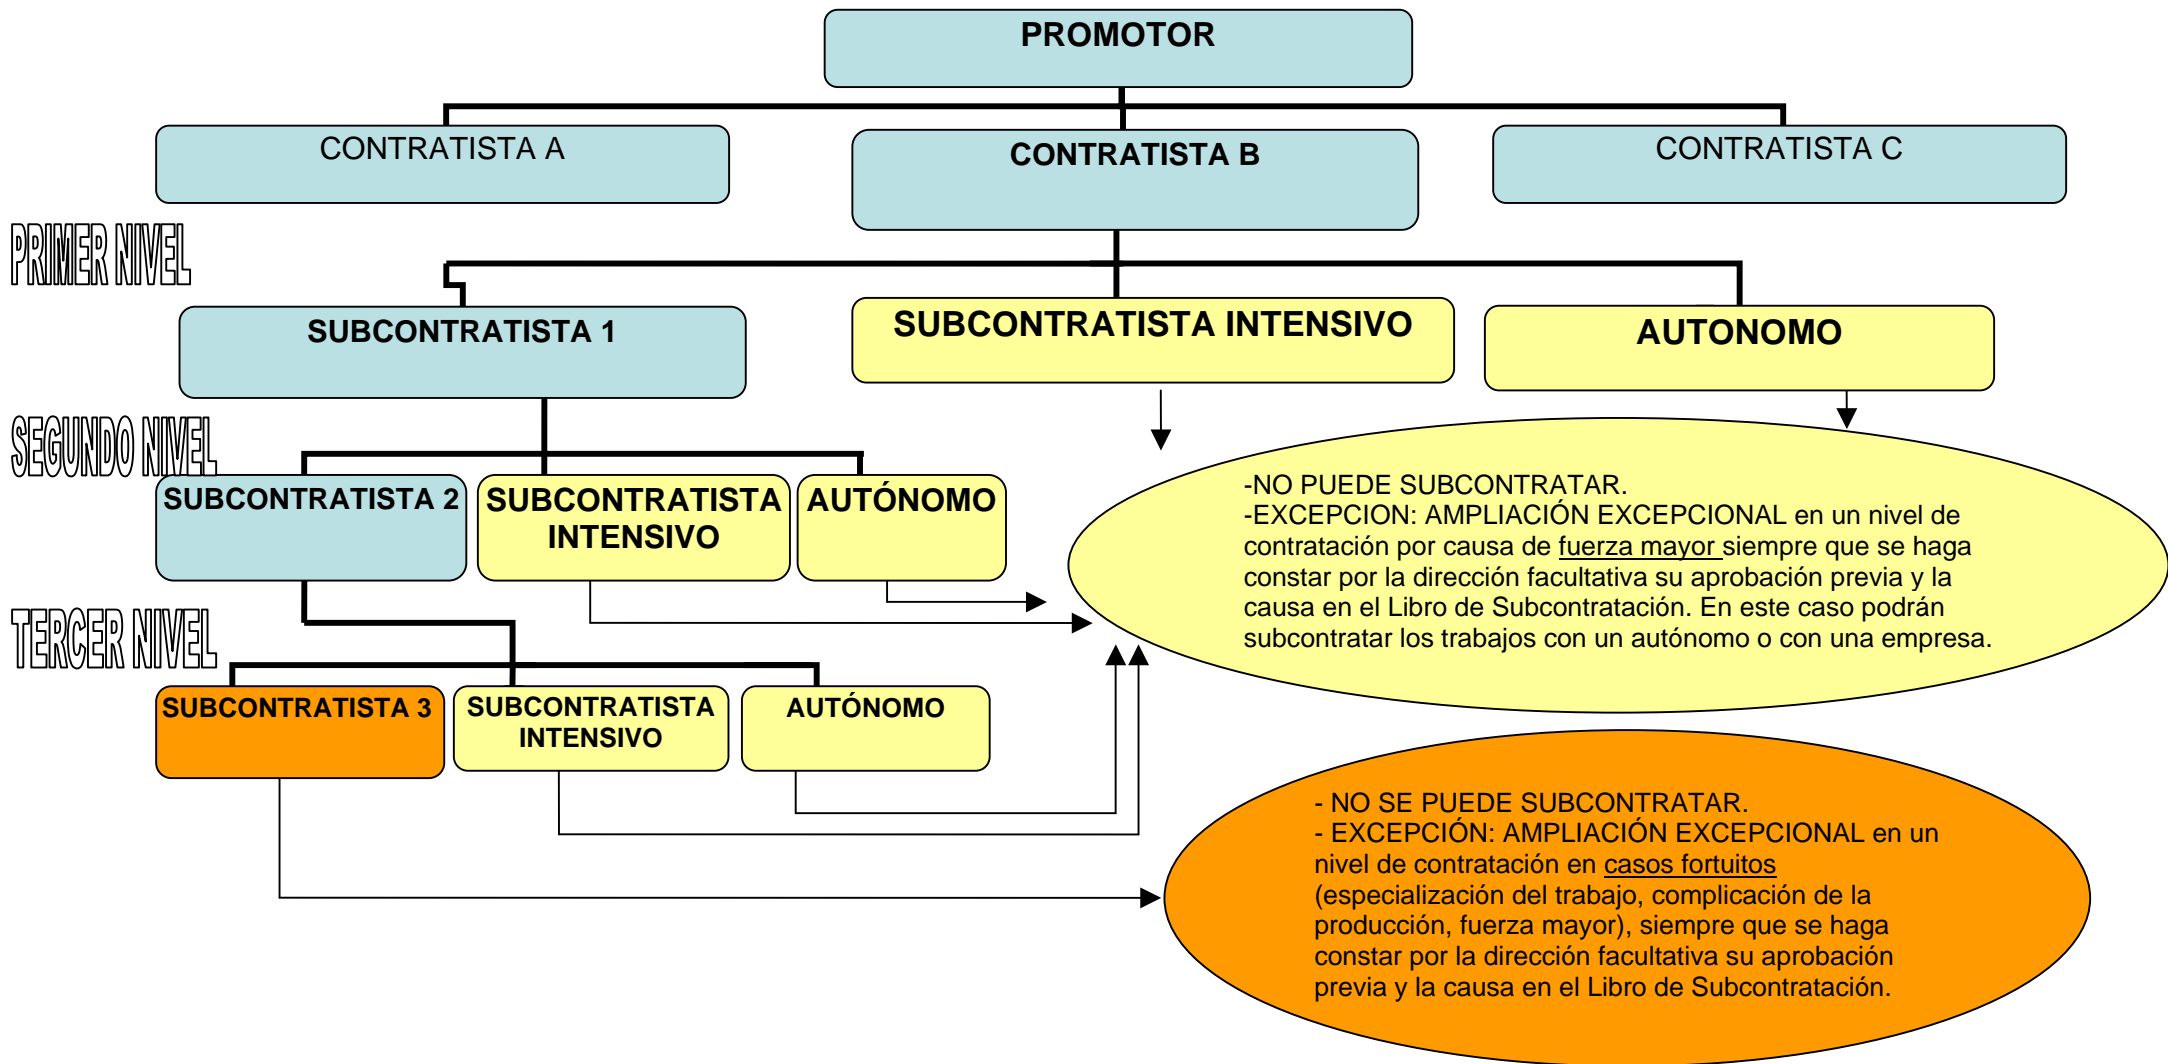 PROMOTOR
CONTRATISTA A
CONTRATISTA B
CONTRATISTA C
PRIMER NIVEL
SUBCONTRATISTA 1
SUBCONTRATISTA INTENSIVO
AUTONOMO
SEGUNDO NIVEL
SUBCONTRATISTA 2
SUBCONTRATISTA
INTENSIVO
AUTÓNOMO
-NO PUEDE SUBCONTRATAR.
-EXCEPCION: AMPLIACIÓN EXCEPCIONAL en un nivel de
contratación por causa de fuerza mayor siempre que se haga
constar por la dirección facultativa su aprobación previa y la
causa en el Libro de Subcontratación. En este caso podrán
subcontratar los trabajos con un autónomo o con una empresa.
TERCER NIVEL
SUBCONTRATISTA 3
SUBCONTRATISTA
INTENSIVO
AUTÓNOMO
- NO SE PUEDE SUBCONTRATAR.
- EXCEPCIÓN: AMPLIACIÓN EXCEPCIONAL en un
nivel de contratación en casos fortuitos
(especialización del trabajo, complicación de la
producción, fuerza mayor), siempre que se haga
constar por la dirección facultativa su aprobación
previa y la causa en el Libro de Subcontratación.